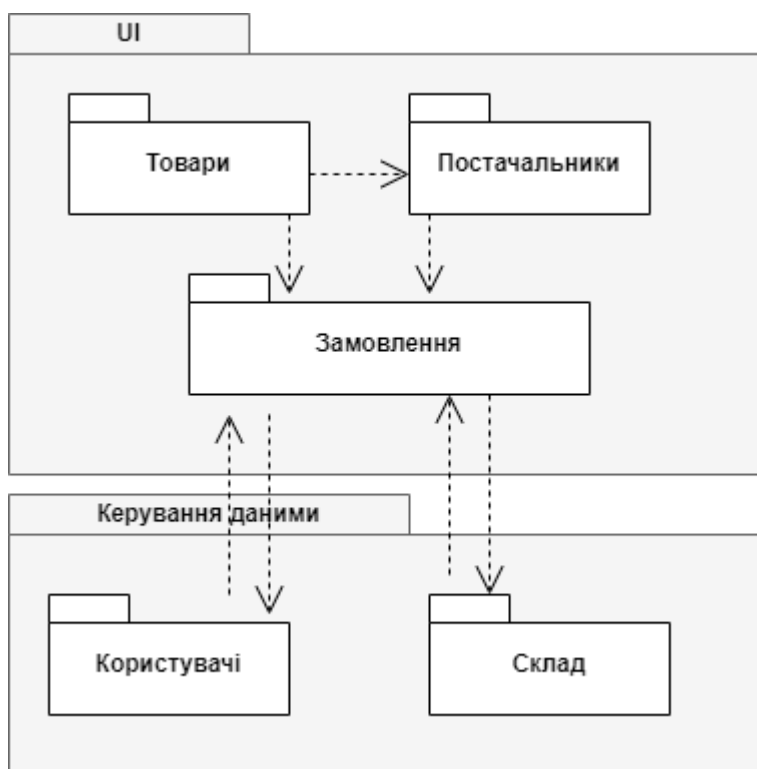 UI
Товари
Постачальники
Замовлення
Керування даними
Користувачі
Склад